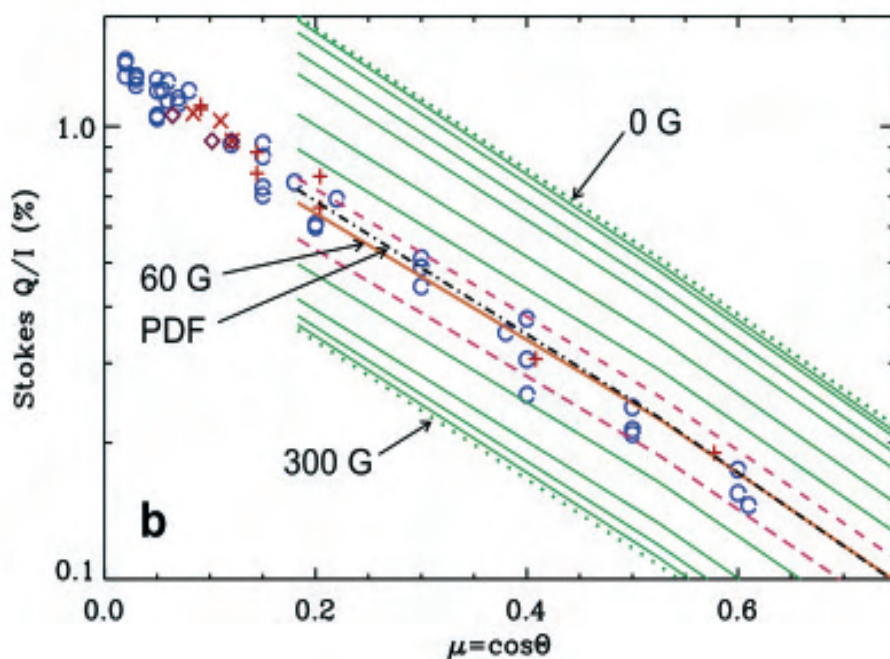 1.0
0.1
Stokes Q/I (%)
0 G
60 G
PDF
300 G
b
0.0 0.2 0.4 0.6
μ=cosΘ